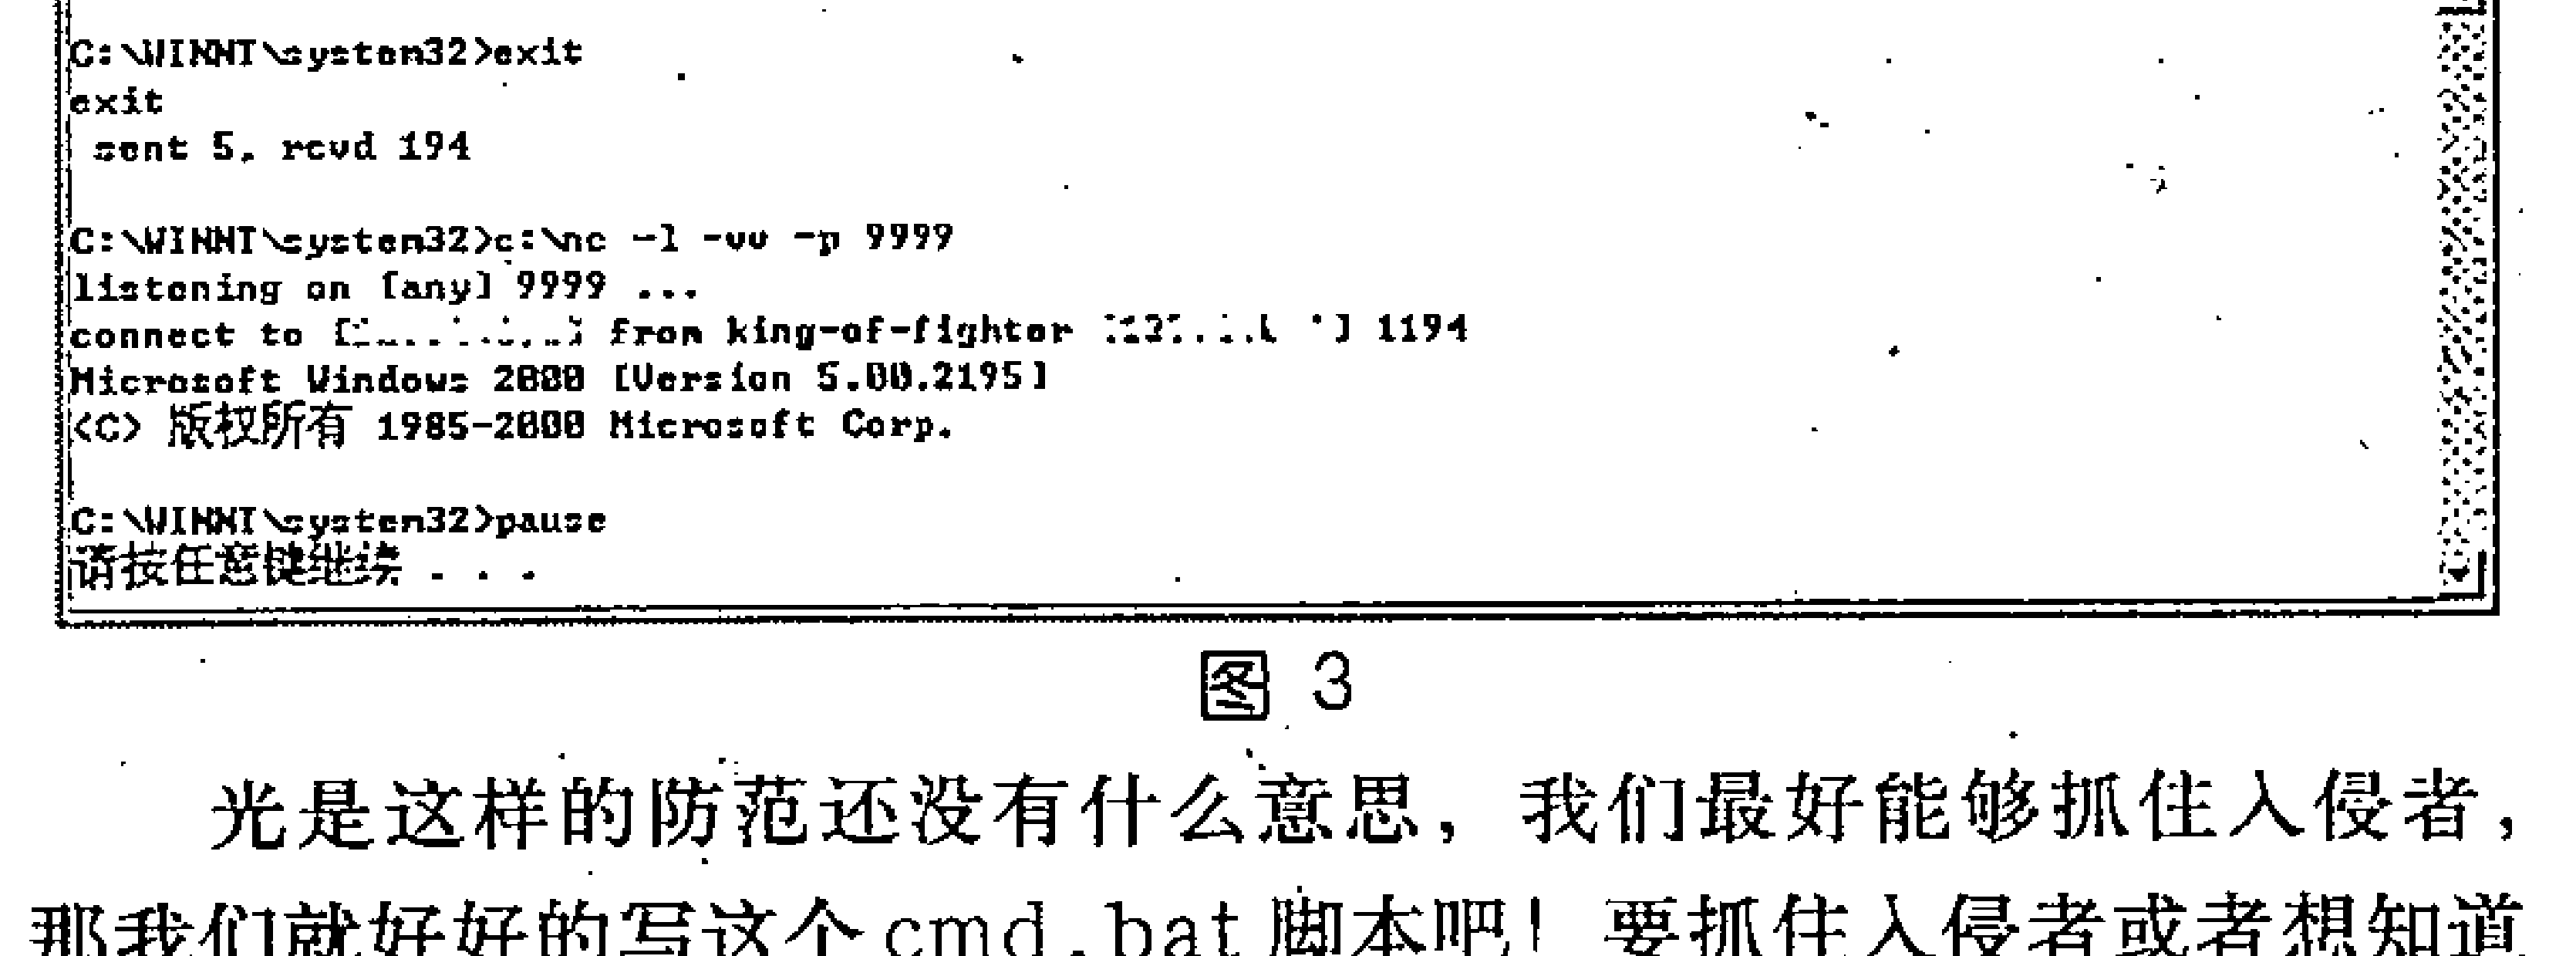 C:\WINNT\system32>exit
exit
sent 5, rcvd 194
C:\WINNT\system32>c:\nc -l -vv -p 9999
listening on [any] 9999 ...
connect to from king-of-fighter 1194
Microsoft Windows 2000 [Version 5.00.2195]
<C> 版权所有 1985-2000 Microsoft Corp.
C:\WINNT\system32>pause
请按任意键继续 . . .
图 3
光是这样的防范还没有什么意思，我们最好能够抓住入侵者，
那我们就好好的写这个cmd.bat脚本吧！要抓住入侵者或者想知道